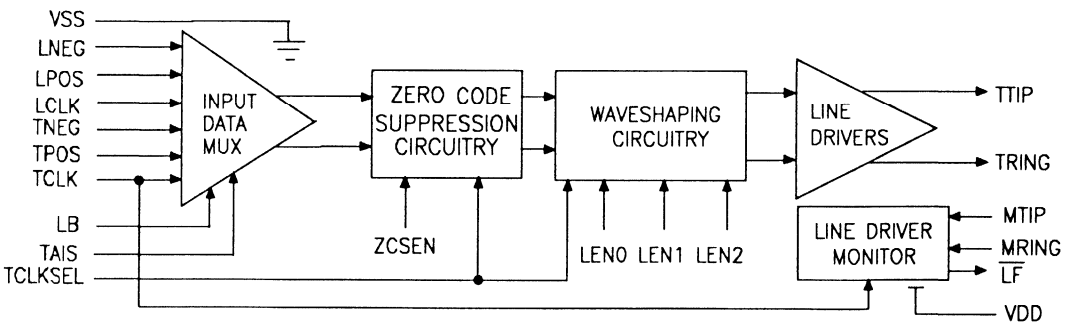 VSS
LNEG
LPOS
LCLK
TNEG
TPOS
TCLK
LB
TAIS
TCLKSEL
INPUT
DATA
MUX
ZERO CODE
SUPPRESSION
CIRCUITRY
ZCSEN
WAVESHAPING
CIRCUITRY
LEN0 LEN1 LEN2
LINE
DRIVERS
TTIP
TRING
LINE DRIVER
MONITOR
MTIP
MRING
LF
VDD